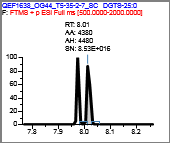 QEF1638_OG44_T5-35-2-7_SC DGTS-25:0
F: FTMS + p ESI Full ms [500.0000-2000.0000]
RT: 8.01
AA: 4380
AH: 4480
SN: 8.53E+016
100
80
60
40
20
0
7.8 7.9 8.0 8.1 8.2